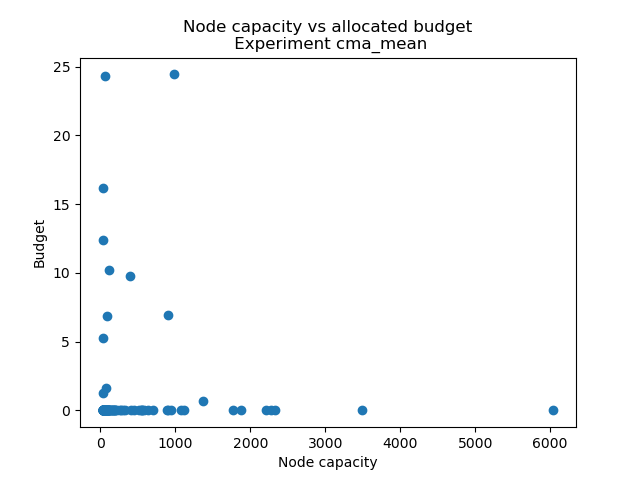 Node capacity vs allocated budget
Experiment cma_mean
25
20
15
10
5
0
Budget
0 1000 2000 3000 4000 5000 6000
Node capacity